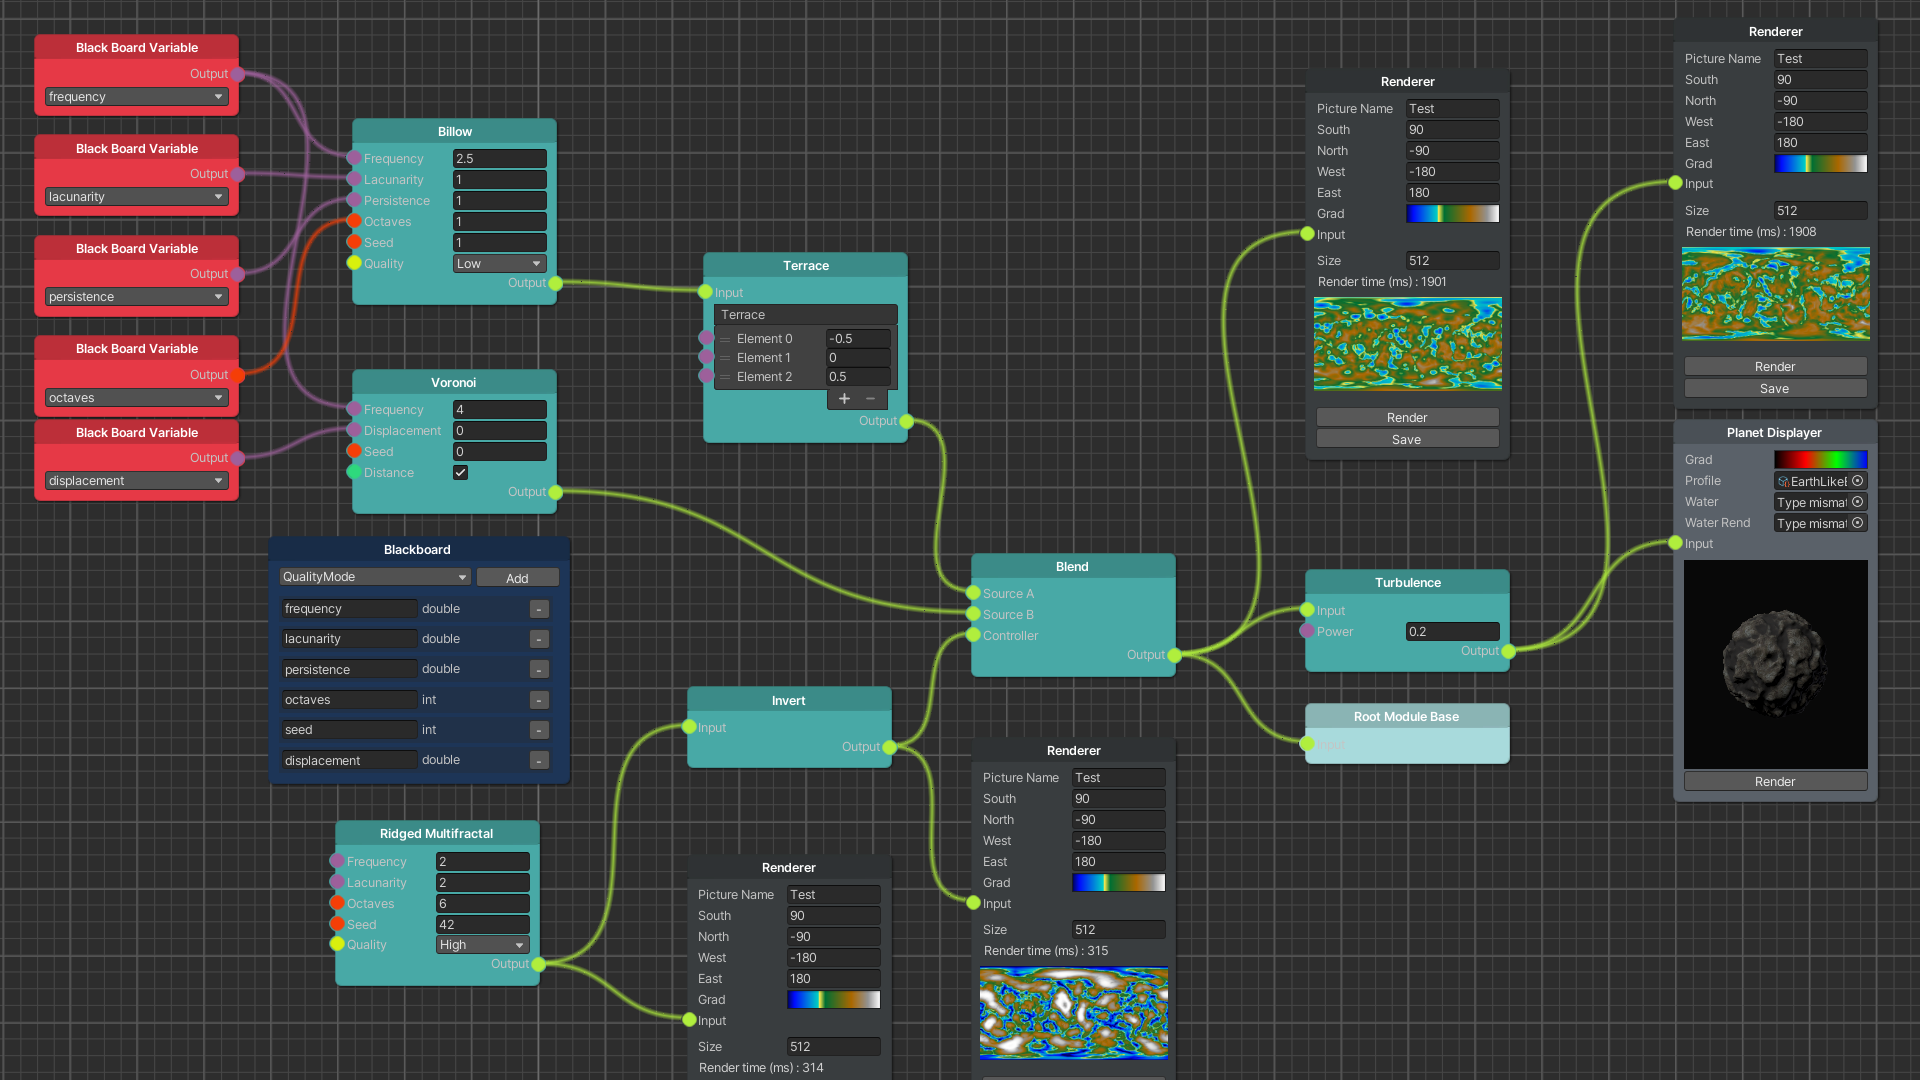 Black Board Variable
Output
frequency
Black Board Variable
Output
lacunarity
Black Board Variable
Output
persistence
Black Board Variable
Output
octaves
Black Board Variable
Output
displacement
Billow
Frequency 2.5
Lacunarity 1
Persistence 1
Octaves 1
Seed 1
Quality Low
Output
Voronoi
Frequency 4
Displacement 0
Seed 0
Distance
Output
Blackboard
QualityMode Add
frequency double -
lacunarity double -
persistence double -
octaves int -
seed int -
displacement double -
Ridged Multifractal
Frequency 2
Lacunarity 2
Octaves 6
Seed 42
Quality High
Output
Terrace
Input
Terrace
= Element 0 -0.5
= Element 1 0
= Element 2 0.5
+ −
Output
Invert
Input
Output
Renderer
Picture Name Test
South 90
North -90
West -180
East 180
Grad
Input
Size 512
Render time (ms) : 314
Blend
Source A
Source B
Controller
Output
Renderer
Picture Name Test
South 90
North -90
West -180
East 180
Grad
Input
Size 512
Render time (ms) : 315
Renderer
Picture Name Test
South 90
North -90
West -180
East 180
Grad
Input
Size 512
Render time (ms) : 1901
Render
Save
Turbulence
Input
Power 0.2
Output
Root Module Base
Input
Renderer
Picture Name Test
South 90
North -90
West -180
East 180
Grad
Input
Size 512
Render time (ms) : 1908
Render
Save
Planet Displayer
Grad
Profile EarthLike
Water Type misma
Water Rend Type misma
Input
Render